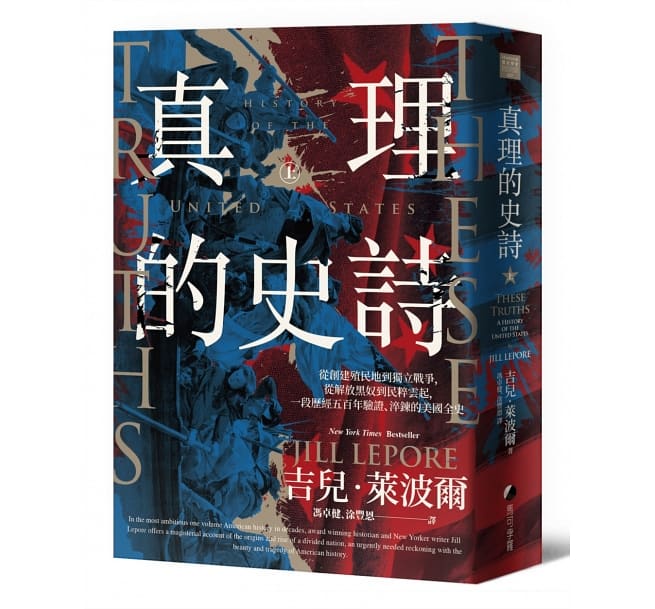 THESE
TRUTHS
A
HISTORY
OF THE
UNITED STATES
真理
上
的史詩
從創建殖民地到獨立戰爭，
從解放黑奴到民粹雲起，
一段歷經五百年驗證、淬鍊的美國全史
New York Times Bestseller
JILL LEPORE
吉兒·萊波爾
馮卓健、涂豐恩——譯
In the most ambitious one volume American history in decades, award winning historian and New Yorker writer Jill
Lepore offers a magisterial account of the origins and rise of a divided nation, an urgently needed reckoning with the
beauty and tragedy of American history.
真理的史詩
上
THESE
TRUTHS
A HISTORY
OF THE
UNITED STATES
by
JILL LEPORE
吉兒·萊波爾 著
馮卓健、涂豐恩 譯
馬可孛羅